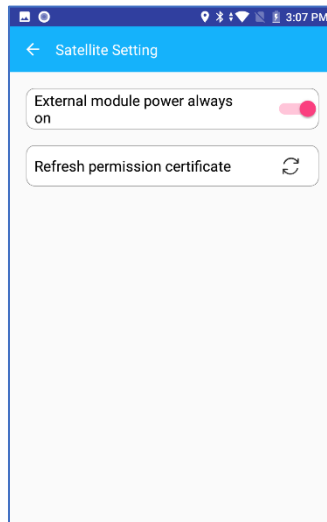 3:07 PM
Satellite Setting
External module power always
on
Refresh permission certificate